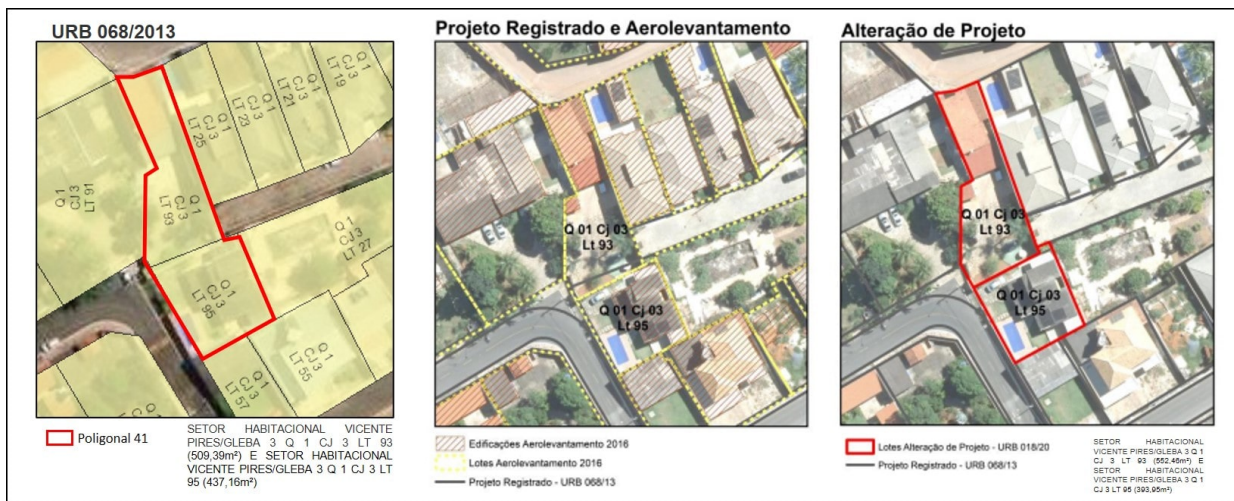 URB 068/2013
Q 1
CJ 3
LT 19
Q 1
CJ 3
LT 21
Q 1
CJ 3
LT 23
Q 1
CJ 3
LT 25
Q 1
CJ 3
LT 91
Q 1
CJ 3
LT 93
Q 1
CJ 3
LT 27
Q 1
CJ 3
LT 95
Q 1
CJ 3
LT 55
Q 1
CJ 3
LT 57
Poligonal 41
SETOR HABITACIONAL VICENTE
PIRES/GLEBA 3 Q 1 CJ 3 LT 93
(509,39m²) E SETOR HABITACIONAL
VICENTE PIRES/GLEBA 3 Q 1 CJ 3 LT
95 (437,16m²)
Projeto Registrado e Aerolevantamento
Q 01 Cj 03
Lt 93
Q 01 Cj 03
Lt 95
Edificações Aerolevantamento 2016
Lotes Aerolevantamento 2016
Projeto Registrado - URB 068/13
Alteração de Projeto
Q 01 Cj 03
Lt 93
Q 01 Cj 03
Lt 95
Lotes Alteração de Projeto - URB 018/20
Projeto Registrado - URB 068/13
SETOR HABITACIONAL
VICENTE PIRES/GLEBA 3 Q 1
CJ 3 LT 93 (552,46m²) E
SETOR HABITACIONAL
VICENTE PIRES/GLEBA 3 Q 1
CJ 3 LT 95 (393,95m²)